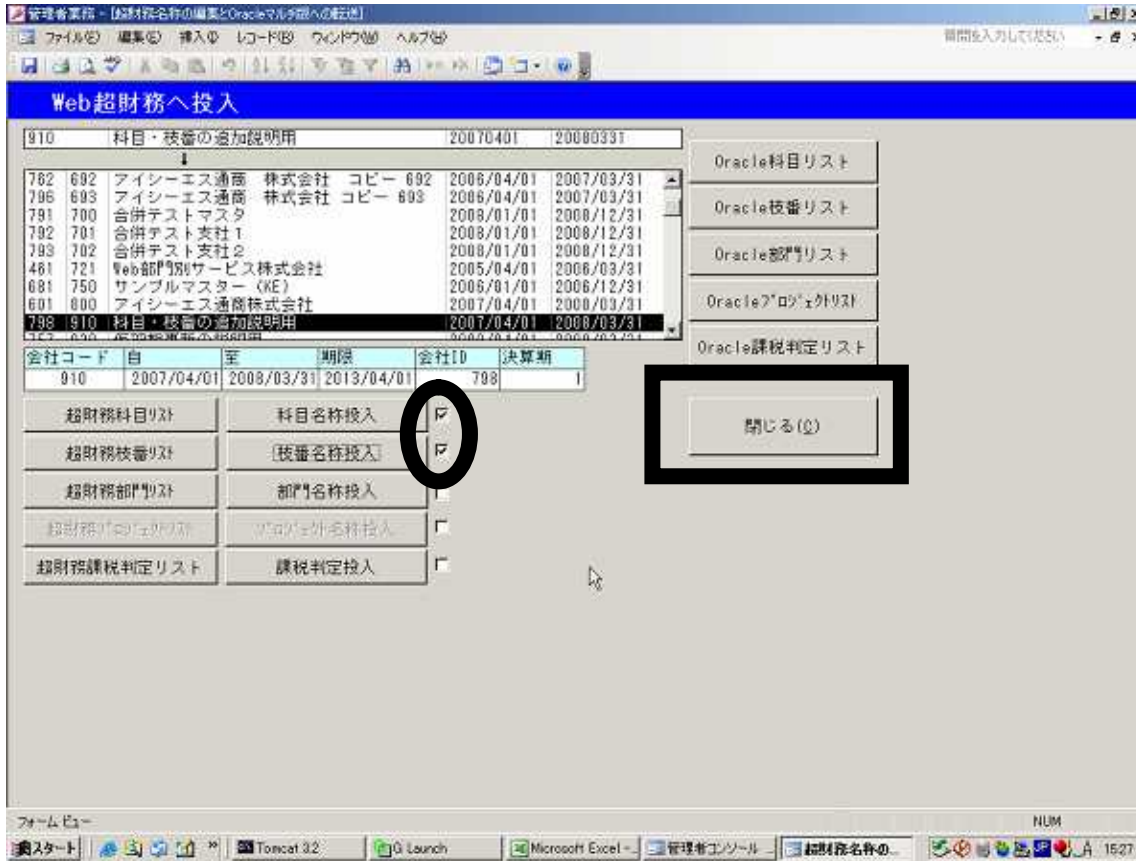 管理者業務 - [超財務名称の編集とOracleマルチ版への転送]
ファイル(F) 編集(E) 挿入(I) レコード(R) ウィンドウ(W) ヘルプ(H) 質問を入力してください
Web超財務へ投入
910 科目・枝番の追加説明用 20070401 20080331
↓
762 692 アイシーエス通商 株式会社 コピー 692 2006/04/01 2007/03/31
796 693 アイシーエス通商 株式会社 コピー 693 2006/04/01 2007/03/31
791 700 合併テストマスタ 2008/01/01 2008/12/31
792 701 合併テスト支社1 2008/01/01 2008/12/31
793 702 合併テスト支社2 2008/01/01 2008/12/31
461 721 Web部門別サービス株式会社 2005/04/01 2006/03/31
681 750 サンプルマスター (KE) 2006/01/01 2006/12/31
601 800 アイシーエス通商株式会社 2007/04/01 2008/03/31
798 910 科目・枝番の追加説明用 2007/04/01 2008/03/31
会社コード 自 至 期限 会社ID 決算期
910 2007/04/01 2008/03/31 2013/04/01 798 1
Oracle科目リスト
Oracle枝番リスト
Oracle部門リスト
Oracleプロジェクトリスト
Oracle課税判定リスト
閉じる(C)
超財務科目リスト 科目名称投入
超財務枝番リスト 枝番名称投入
超財務部門リスト 部門名称投入
超財務プロジェクトリスト プロジェクト名称投入
超財務課税判定リスト 課税判定投入
フォーム ビュー NUM
スタート Tomcat 3.2 G Launch Microsoft Excel - 管理者コンソール 超財務名称の... A 15:27